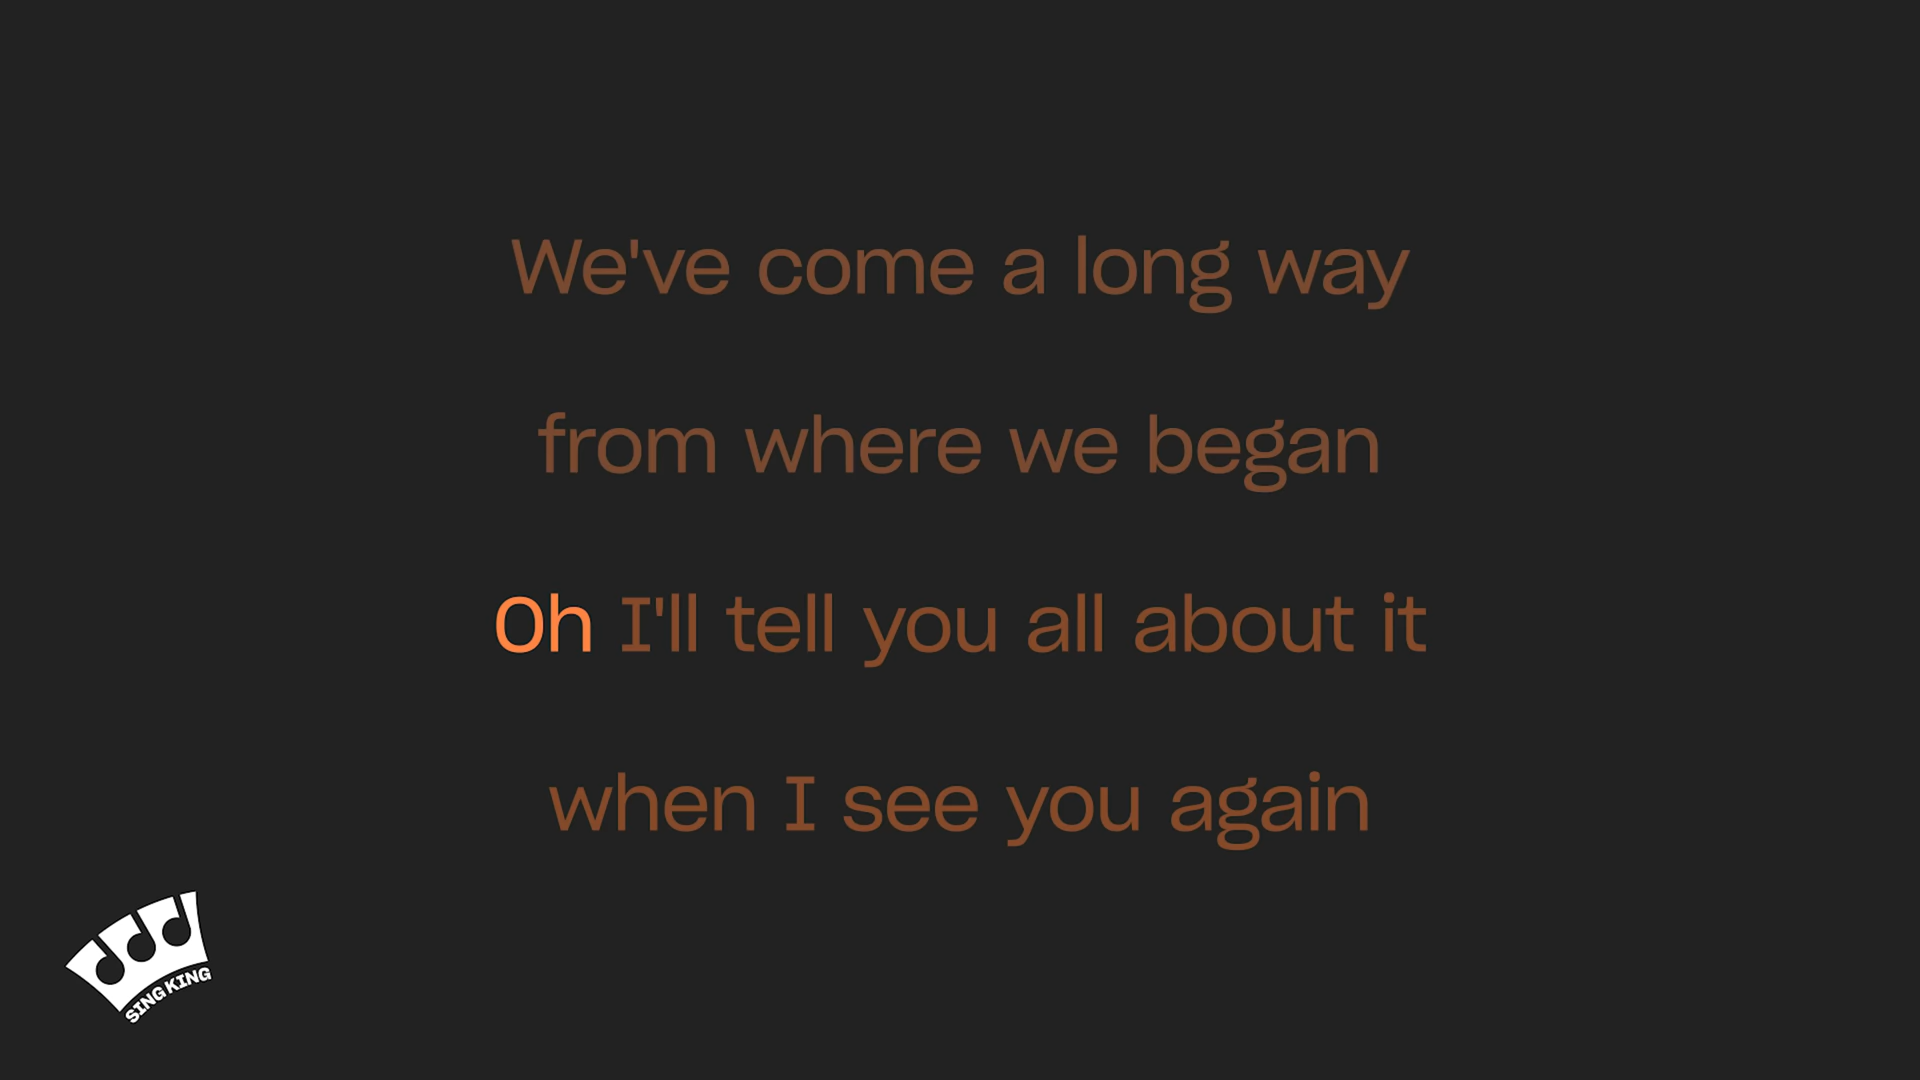 We've come a long way
from where we began
Oh I'll tell you all about it
when I see you again
SING KING